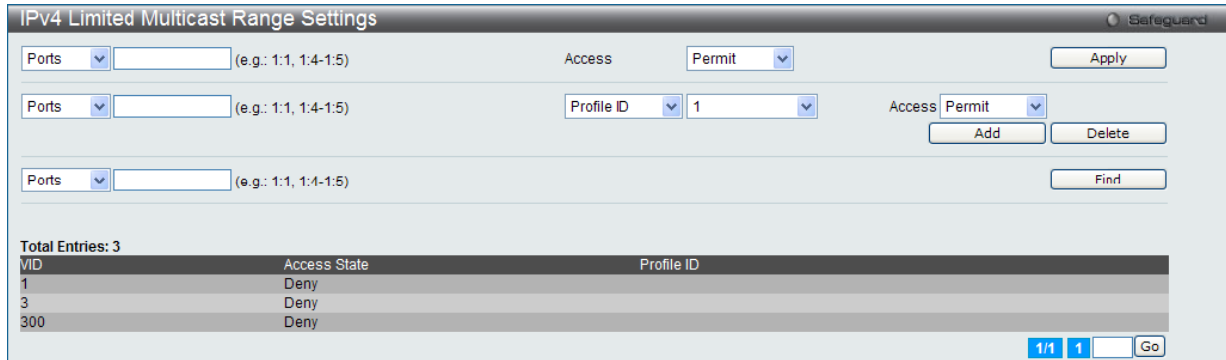 IPv4 Limited Multicast Range Settings Safeguard
Ports (e.g.: 1:1, 1:4-1:5) Access Permit Apply
Ports (e.g.: 1:1, 1:4-1:5) Profile ID 1 Access Permit
Add Delete
Ports (e.g.: 1:1, 1:4-1:5) Find
Total Entries: 3
VID Access State Profile ID
1 Deny
3 Deny
300 Deny
1/1 1 Go